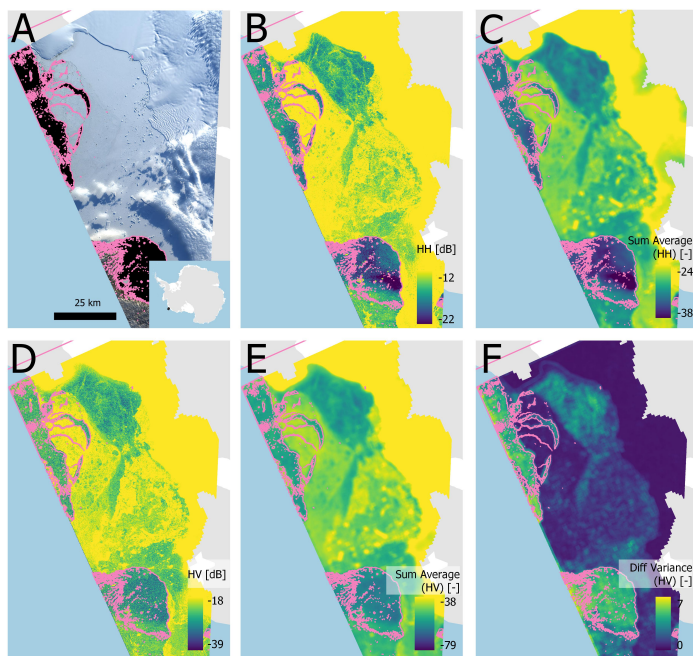 A
25 km
B
HH [dB]
-12
-22
C
Sum Average
(HH) [-]
-24
-38
D
HV [dB]
-18
-39
E
Sum Average
(HV) [-]
-38
-79
F
Diff Variance
(HV) [-]
7
0